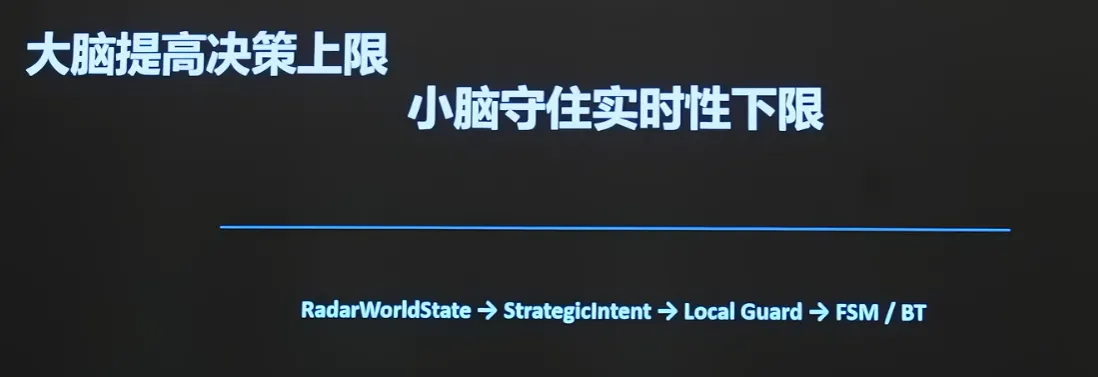 大脑提高决策上限
小脑守住实时性下限
RadarWorldState → StrategicIntent → Local Guard → FSM / BT